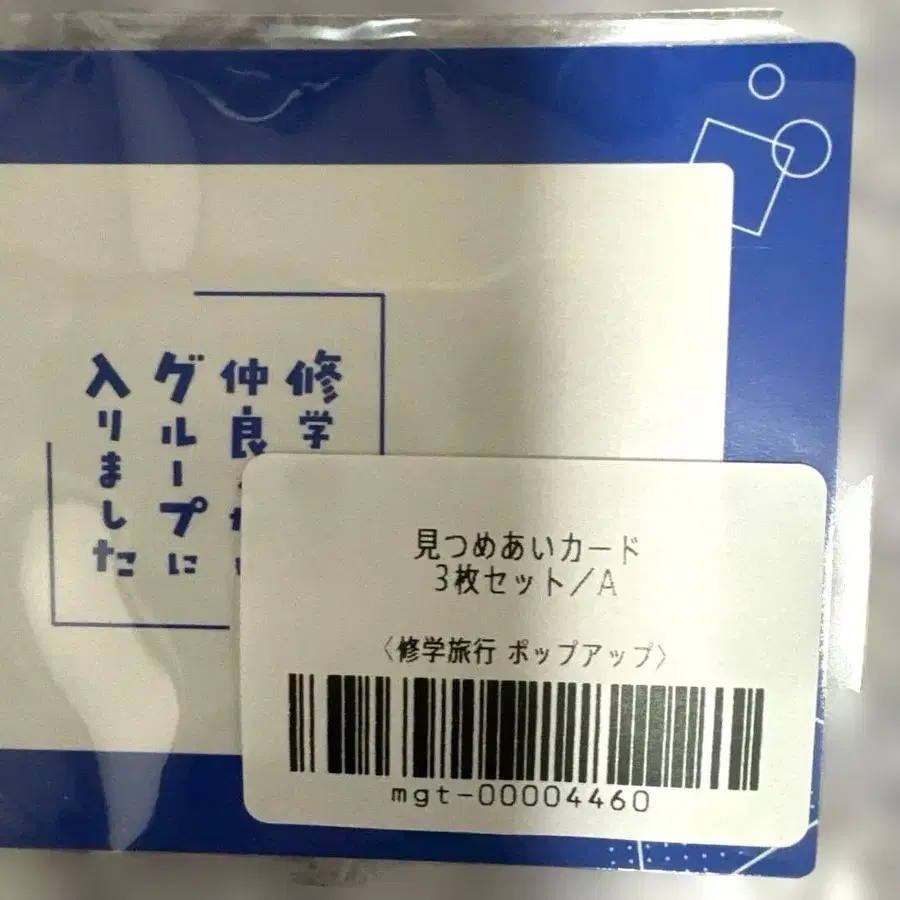 修学
仲良
グループに
入りました
見つめあいカード
3枚セット/A
〈修学旅行 ポップアップ〉
mgt-00004460